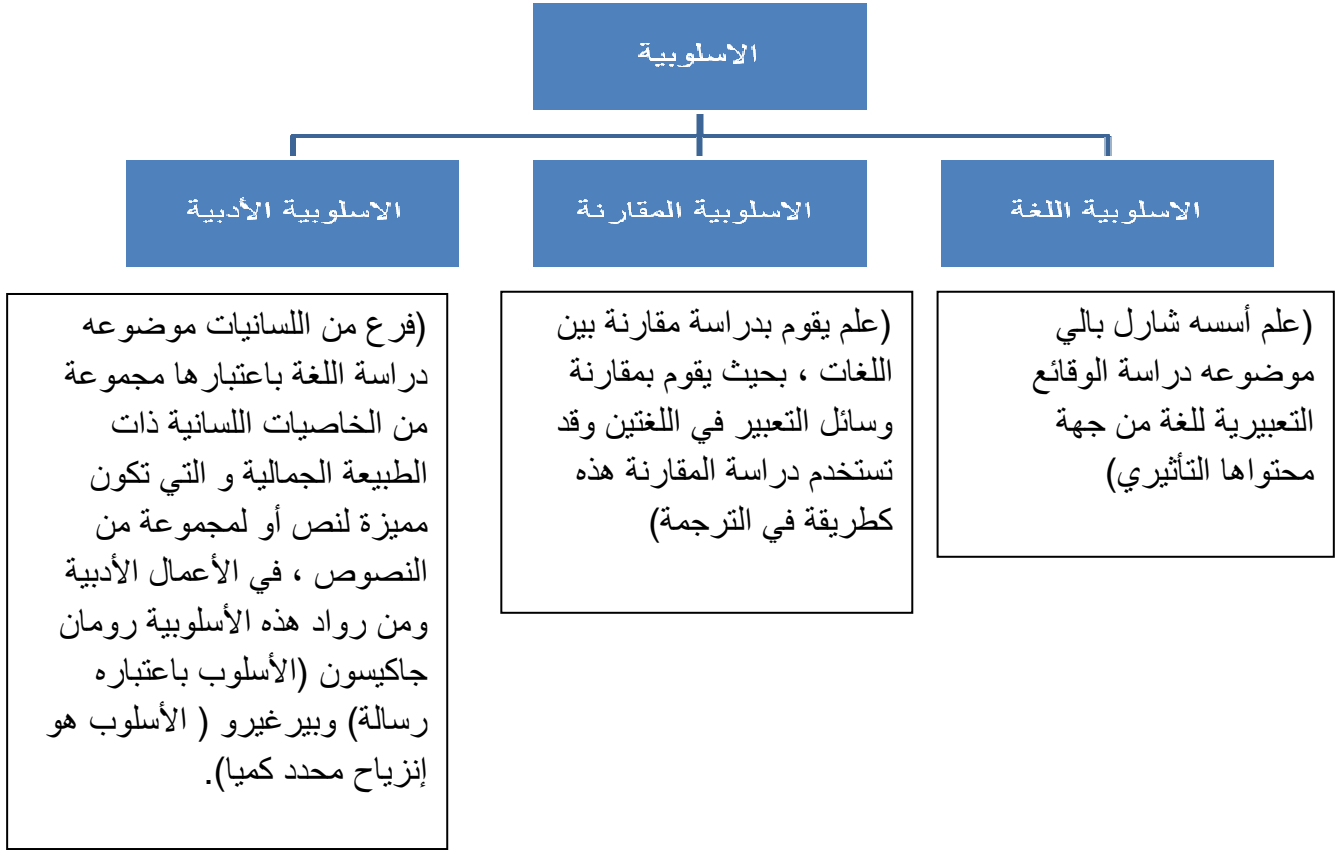 الاسلوبية
الاسلوبية اللغة
الاسلوبية المقارنة
الاسلوبية الأدبية
(علم أسسه شارل بالي
موضوعه دراسة الوقائع
التعبيرية للغة من جهة
محتواها التأثيري)
(علم يقوم بدراسة مقارنة بين
اللغات ، بحيث يقوم بمقارنة
وسائل التعبير في اللغتين وقد
تستخدم دراسة المقارنة هذه
كطريقة في الترجمة)
(فرع من اللسانيات موضوعه
دراسة اللغة باعتبارها مجموعة
من الخاصيات اللسانية ذات
الطبيعة الجمالية و التي تكون
مميزة لنص أو لمجموعة من
النصوص ، في الأعمال الأدبية
ومن رواد هذه الأسلوبية رومان
جاكيسون (الأسلوب باعتباره
رسالة) وبيرغيرو ( الأسلوب هو
إنزياح محدد كميا).